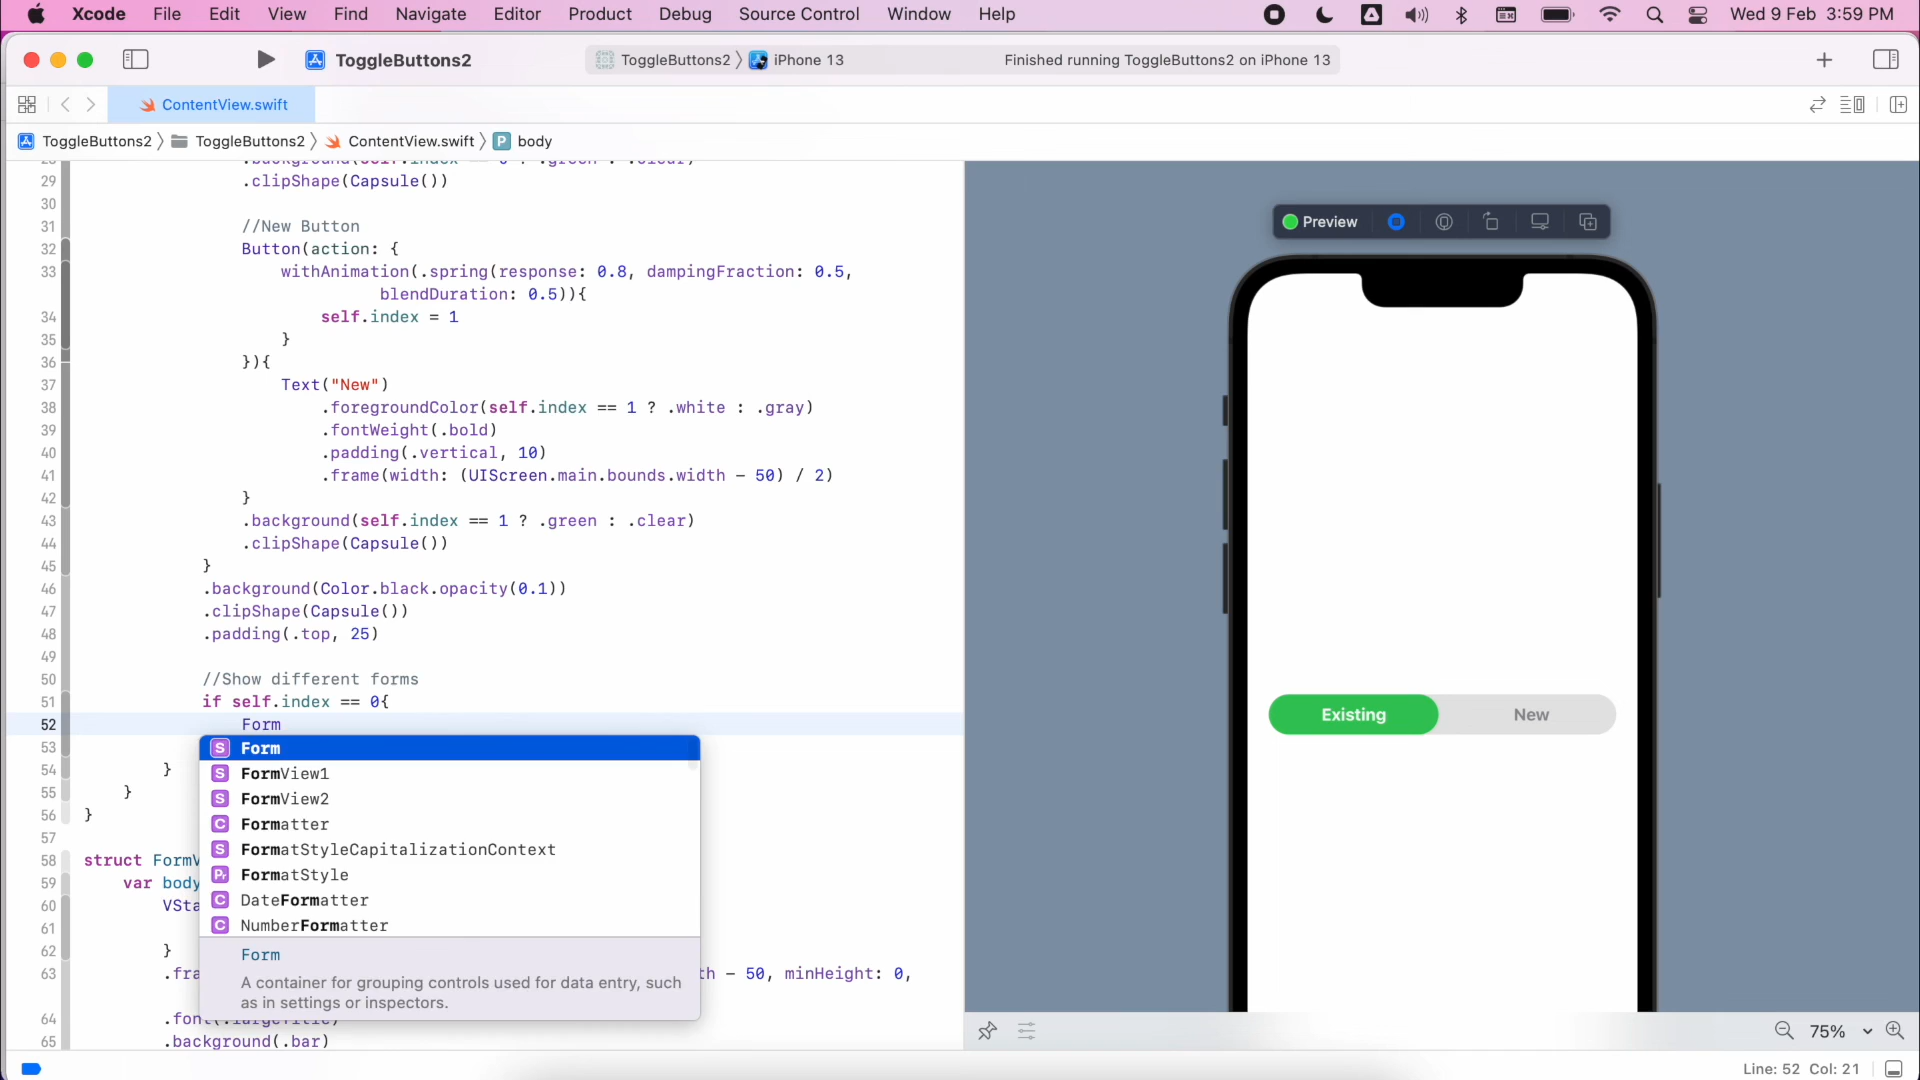 Xcode File Edit View Find Navigate Editor Product Debug Source Control Window Help Wed 9 Feb 3:59 PM
ToggleButtons2 ToggleButtons2 iPhone 13 Finished running ToggleButtons2 on iPhone 13
ContentView.swift
ToggleButtons2 ToggleButtons2 ContentView.swift P body
29 .clipShape(Capsule())
30
31 //New Button
32 Button(action: {
33 withAnimation(.spring(response: 0.8, dampingFraction: 0.5,
blendDuration: 0.5)){
34 self.index = 1
35 }
36 }){
37 Text("New")
38 .foregroundColor(self.index == 1 ? .white : .gray)
39 .fontWeight(.bold)
40 .padding(.vertical, 10)
41 .frame(width: (UIScreen.main.bounds.width - 50) / 2)
42 }
43 .background(self.index == 1 ? .green : .clear)
44 .clipShape(Capsule())
45 }
46 .background(Color.black.opacity(0.1))
47 .clipShape(Capsule())
48 .padding(.top, 25)
49
50 //Show different forms
51 if self.index == 0{
52 Form
53
54 }
55 }
56 }
57
58 struct FormV
59 var body
60 VSta
61
62 }
63 .fra th - 50, minHeight: 0,
64
65 .background(.bar)
S Form
S FormView1
S FormView2
C Formatter
S FormatStyleCapitalizationContext
Pr FormatStyle
C DateFormatter
C NumberFormatter
Form
A container for grouping controls used for data entry, such
as in settings or inspectors.
Preview
Existing New
75%
Line: 52 Col: 21